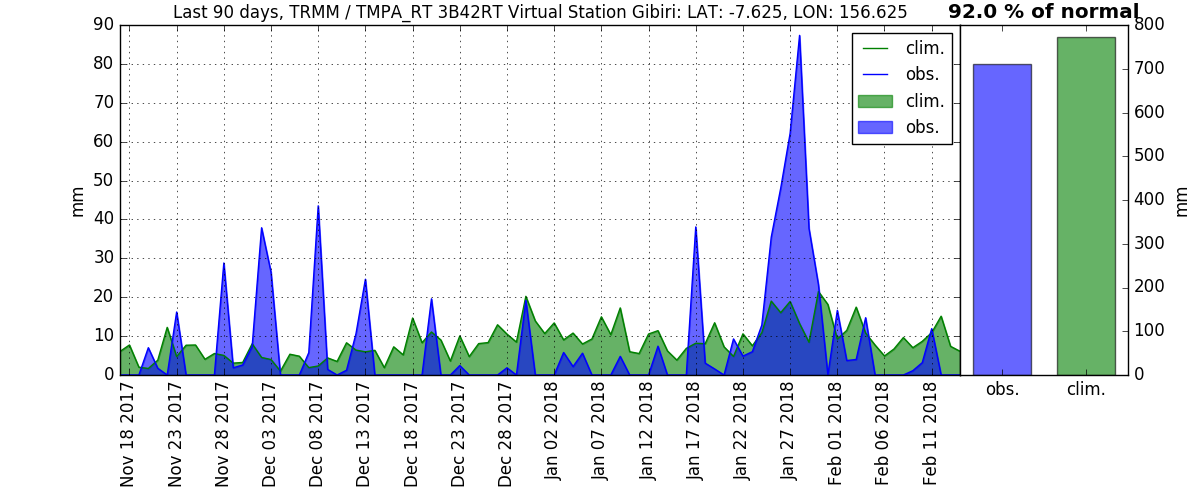 Last 90 days, TRMM / TMPA_RT 3B42RT Virtual Station Gibiri: LAT: -7.625, LON: 156.625
92.0 % of normal
90
80
70
60
50
40
30
20
10
0
mm
clim.
obs.
clim.
obs.
800
700
600
500
400
300
200
100
0
mm
Nov 18 2017
Nov 23 2017
Nov 28 2017
Dec 03 2017
Dec 08 2017
Dec 13 2017
Dec 18 2017
Dec 23 2017
Dec 28 2017
Jan 02 2018
Jan 07 2018
Jan 12 2018
Jan 17 2018
Jan 22 2018
Jan 27 2018
Feb 01 2018
Feb 06 2018
Feb 11 2018
obs.
clim.